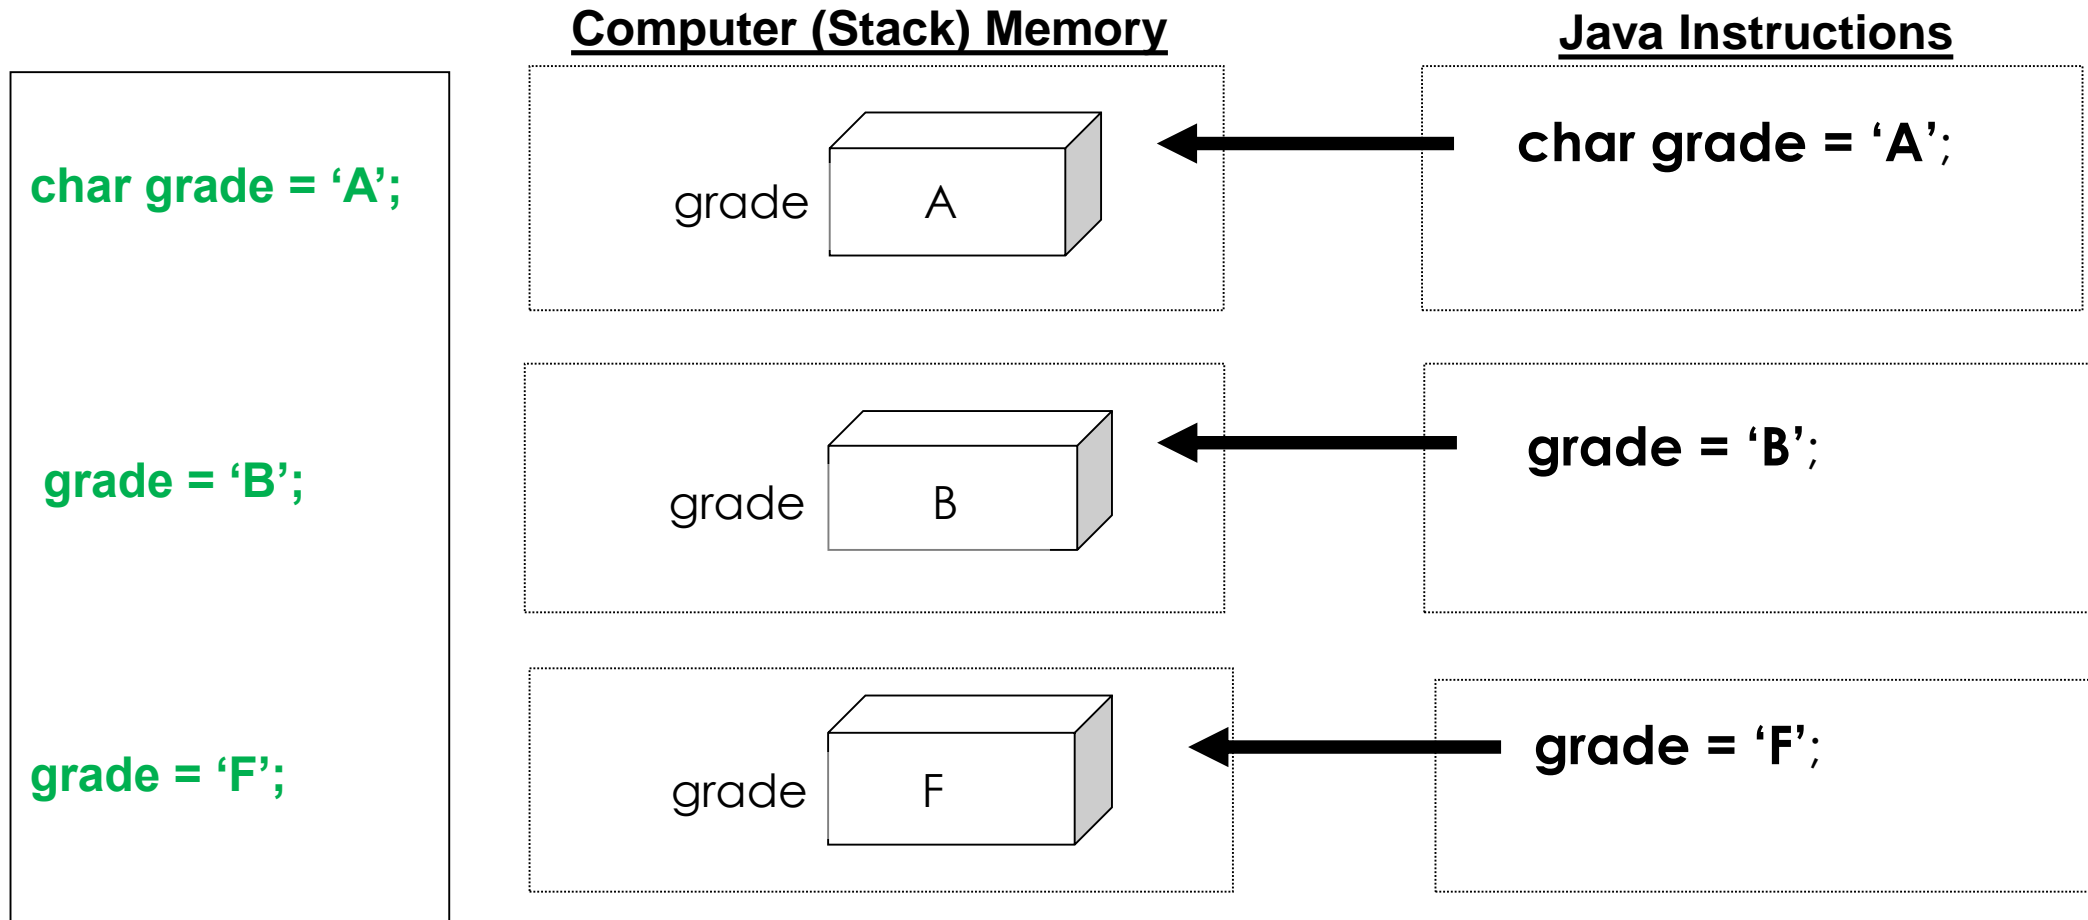 Computer (Stack) Memory
Java Instructions
char grade = ‘A’;
grade
A
char grade = ‘A’;
grade = ‘B’;
grade
B
grade = ‘B’;
grade = ‘F’;
grade
F
grade = ‘F’;